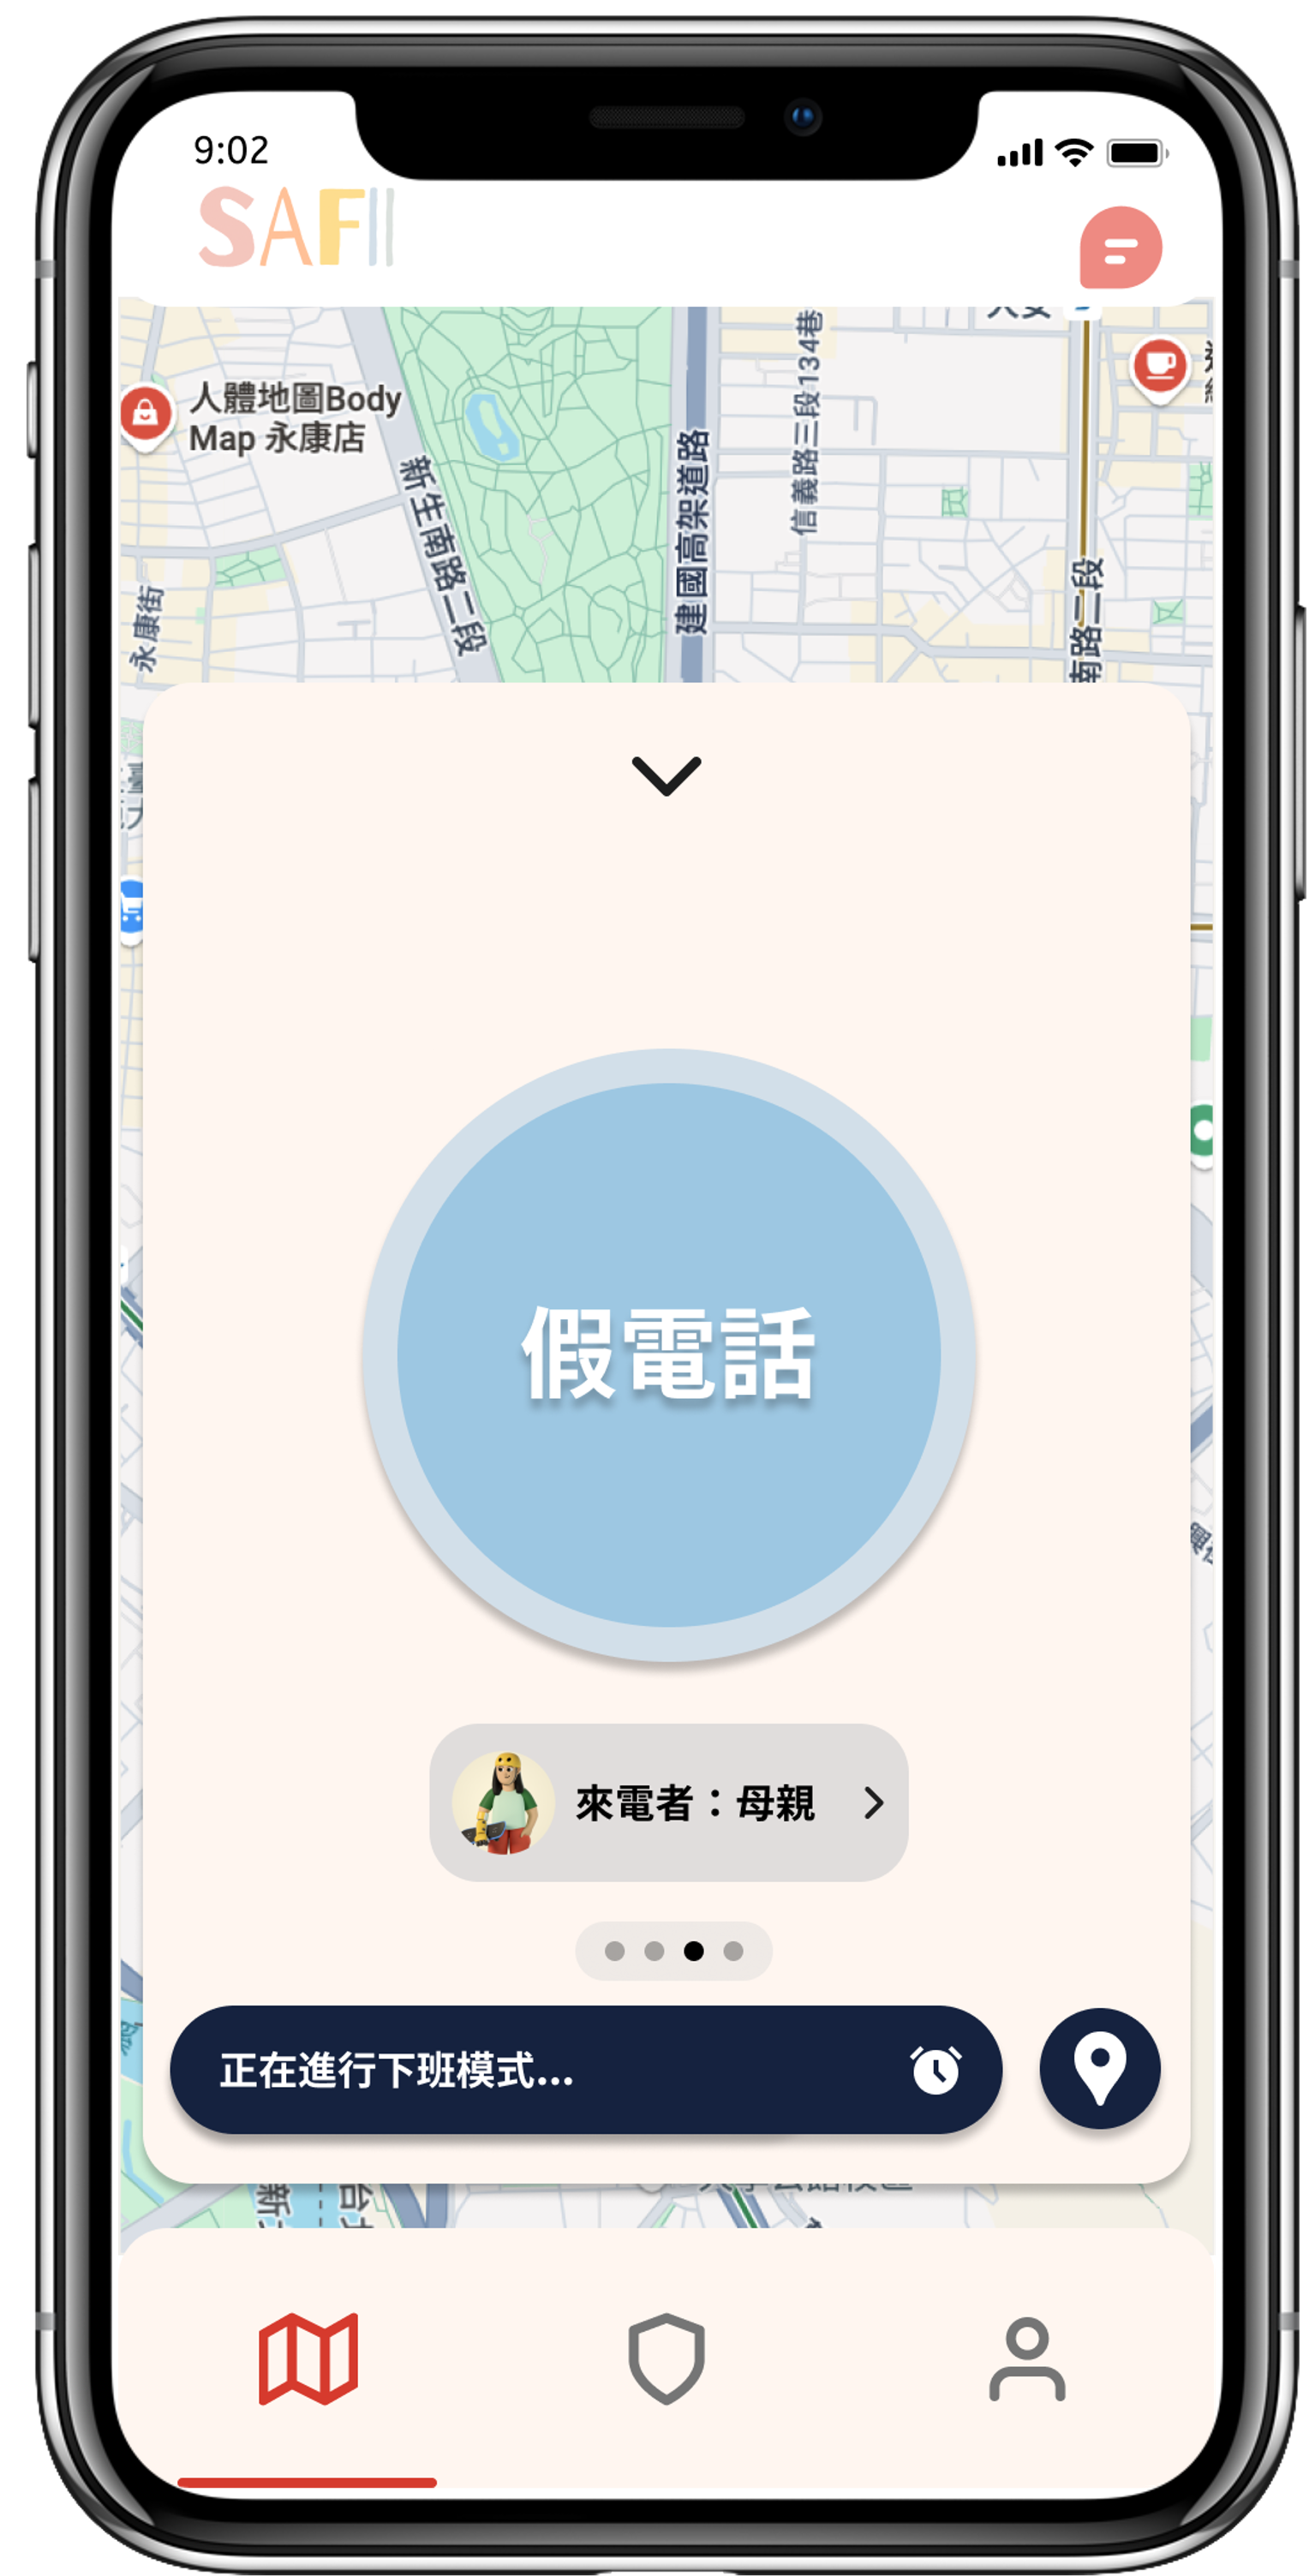 9:02
SAFII
人體地圖Body
Map 永康店
新生南路二段
建國高架道路
信義路三段134巷
永康街
南路二段
假電話
來電者：母親
正在進行下班模式...